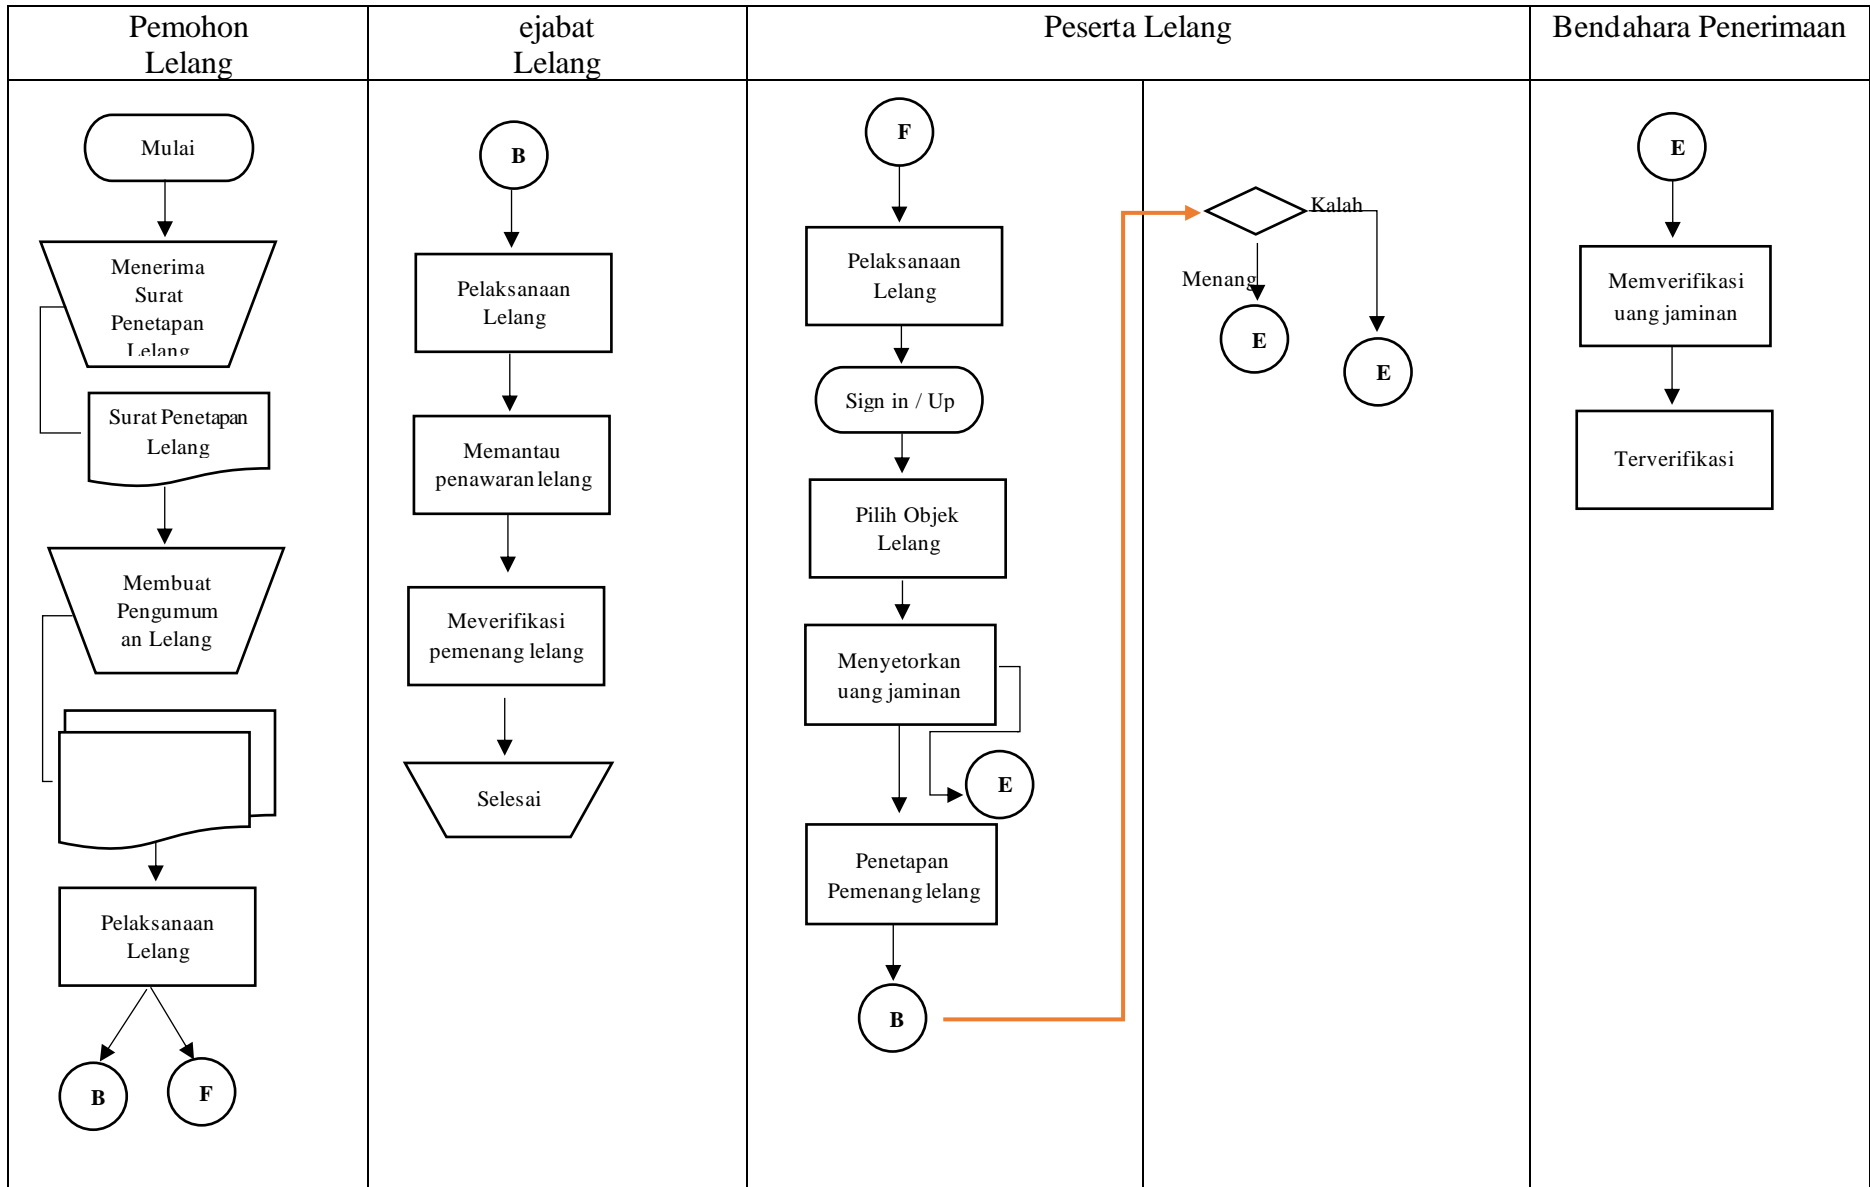 Pemohon
Lelang
ejabat
Lelang
Peserta Lelang
Bendahara Penerimaan
Mulai
Menerima
Surat
Penetapan
Lelang
Surat Penetapan
Lelang
Membuat
Pengumum
an Lelang
Pelaksanaan
Lelang
B
F
B
Pelaksanaan
Lelang
Memantau
penawaran lelang
Meverifikasi
pemenang lelang
Selesai
F
Pelaksanaan
Lelang
Sign in / Up
Pilih Objek
Lelang
Menyetorkan
uang jaminan
E
Penetapan
Pemenang lelang
B
Kalah
Menang
E
E
E
Memverifikasi
uang jaminan
Terverifikasi